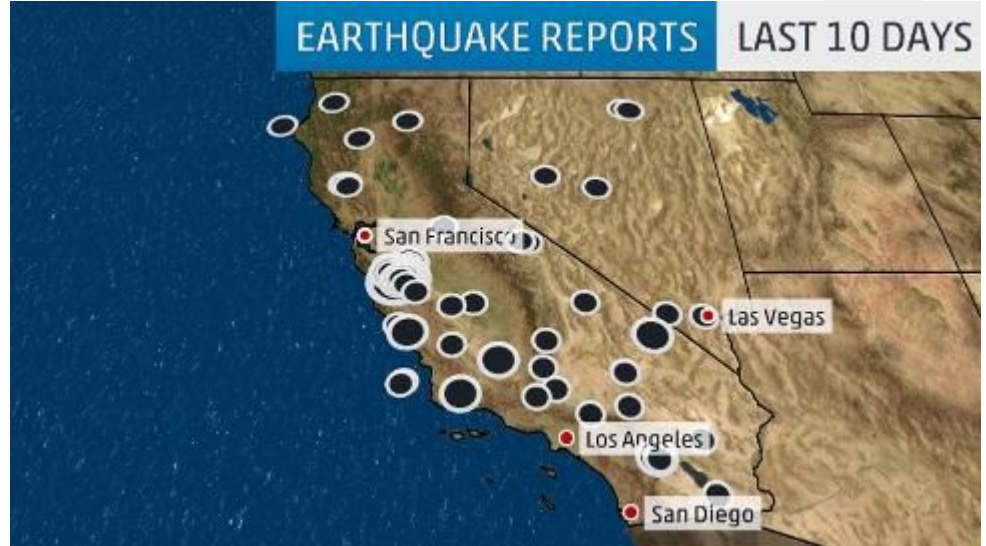 EARTHQUAKE REPORTS
LAST 10 DAYS
San Francisco
Las Vegas
Los Angeles
San Diego